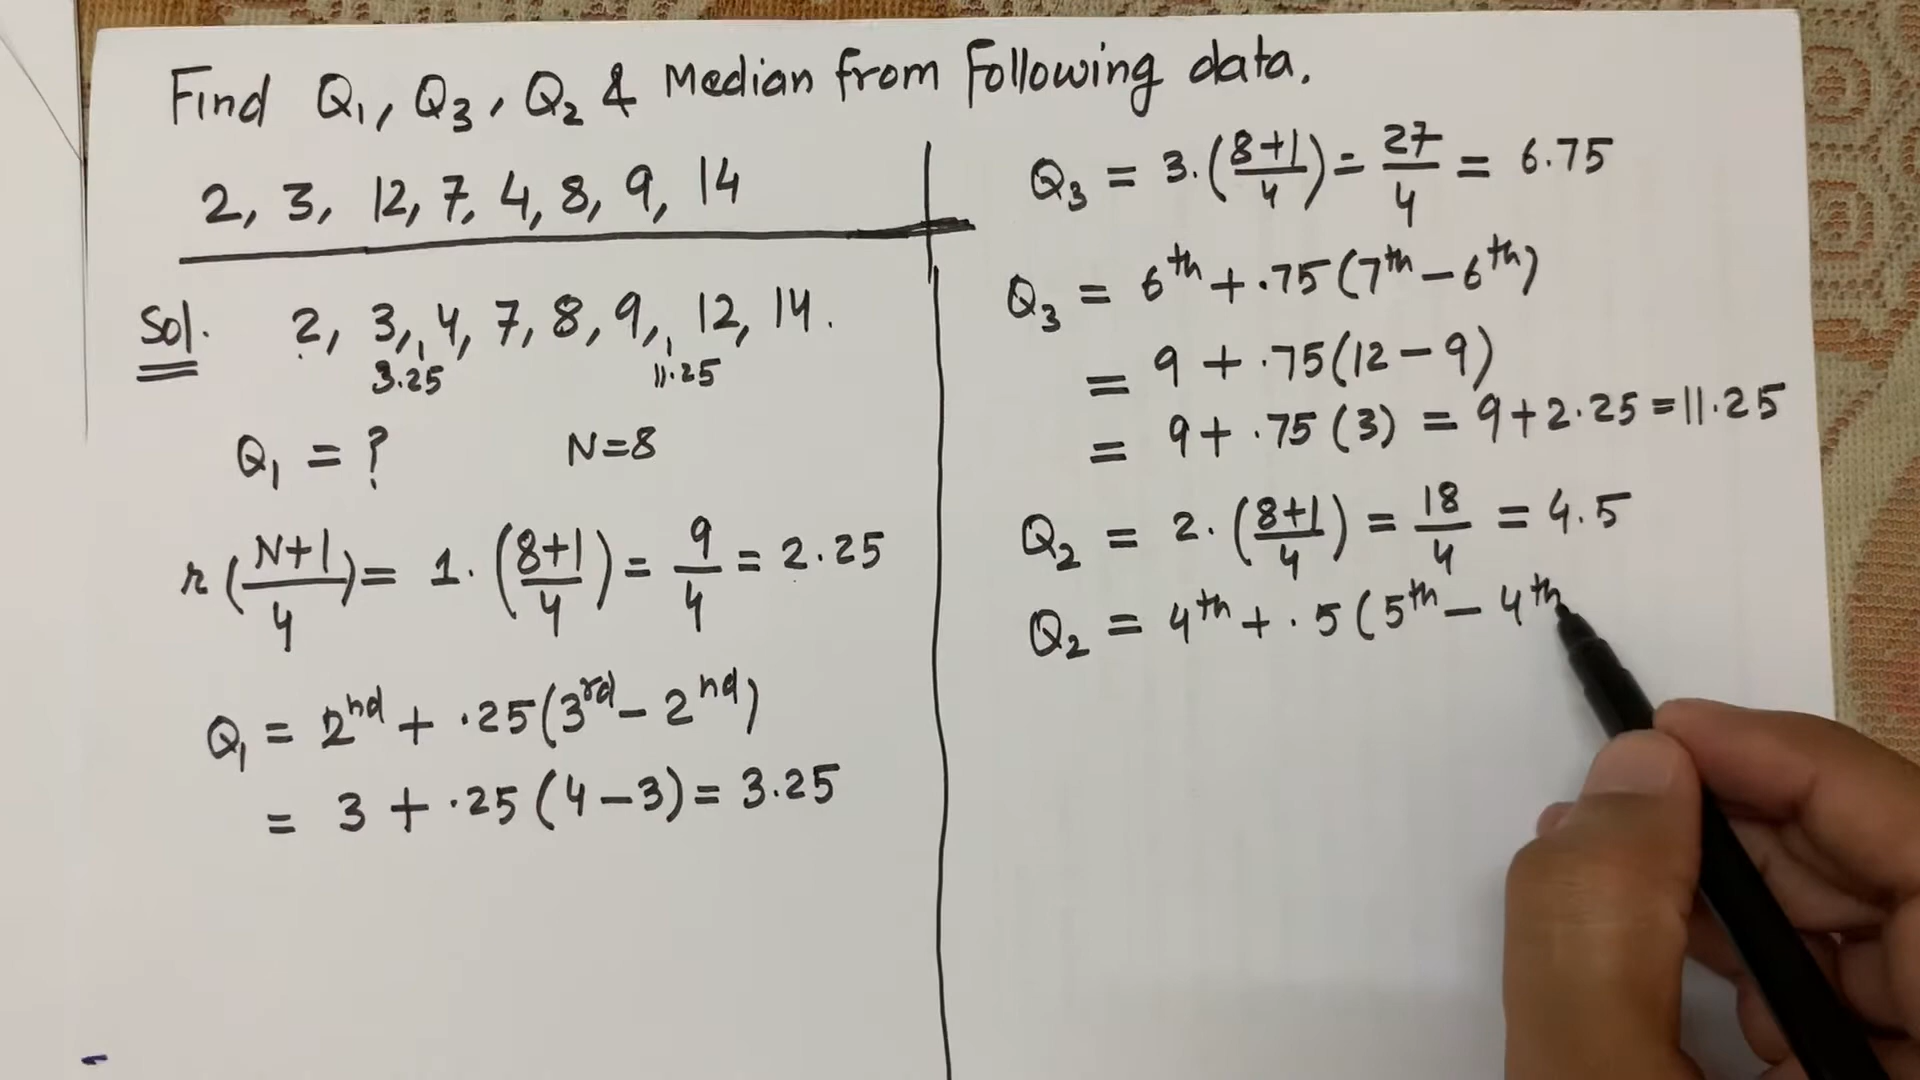 Find Q₁, Q₃, Q₂ & Median from Following data.
2, 3, 12, 7, 4, 8, 9, 14
Sol. 2, 3, 4, 7, 8, 9, 12, 14.
3.25 11.25
Q₁ = ? N=8
r(N+1/4) = 1.(8+1/4) = 9/4 = 2.25
Q₁ = 2nd + .25(3rd - 2nd)
= 3 + .25(4-3) = 3.25
Q₃ = 3.(8+1/4) = 27/4 = 6.75
Q₃ = 6th + .75(7th - 6th)
= 9 + .75(12 - 9)
= 9 + .75(3) = 9+2.25 = 11.25
Q₂ = 2.(8+1/4) = 18/4 = 4.5
Q₂ = 4th + .5(5th - 4th